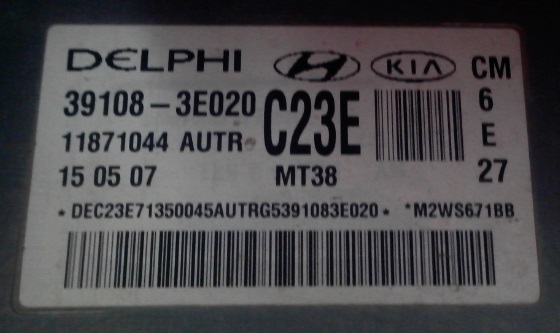 DELPHI KIA CM
39108-3E020 C23E 6
11871044 AUTR E
15 05 07 MT38 27
* DEC23E71350045AUTRG5391083E020 * *M2WS671BB